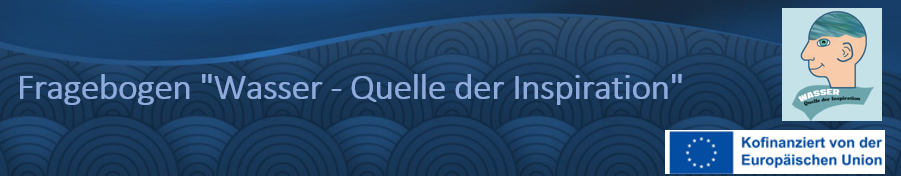 Fragebogen "Wasser - Quelle der Inspiration"
WASSER
Quelle der Inspiration
Kofinanziert von der
Europäischen Union